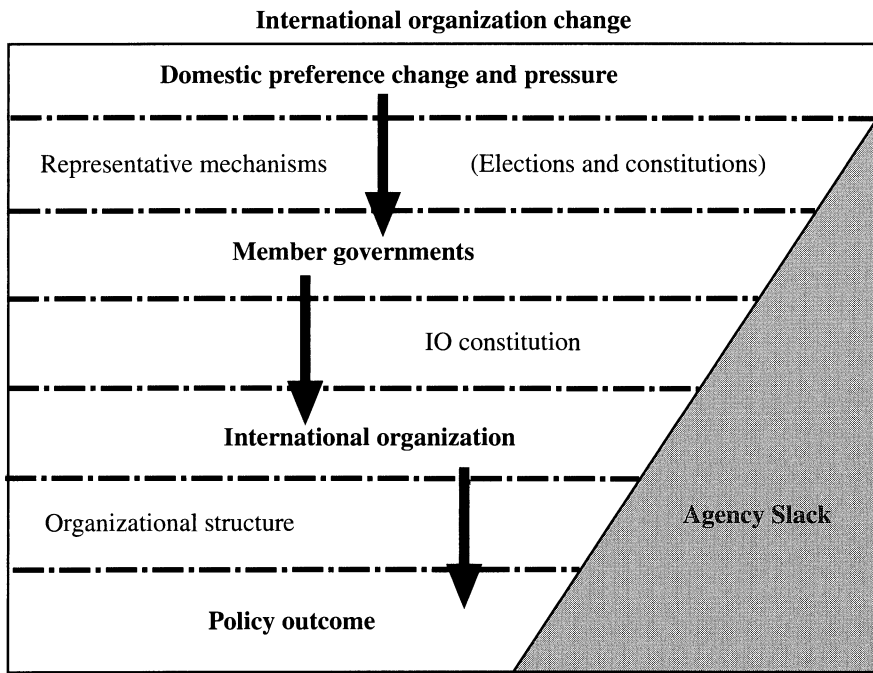 International organization change
Domestic preference change and pressure
Representative mechanisms
(Elections and constitutions)
Member governments
IO constitution
International organization
Organizational structure
Agency Slack
Policy outcome